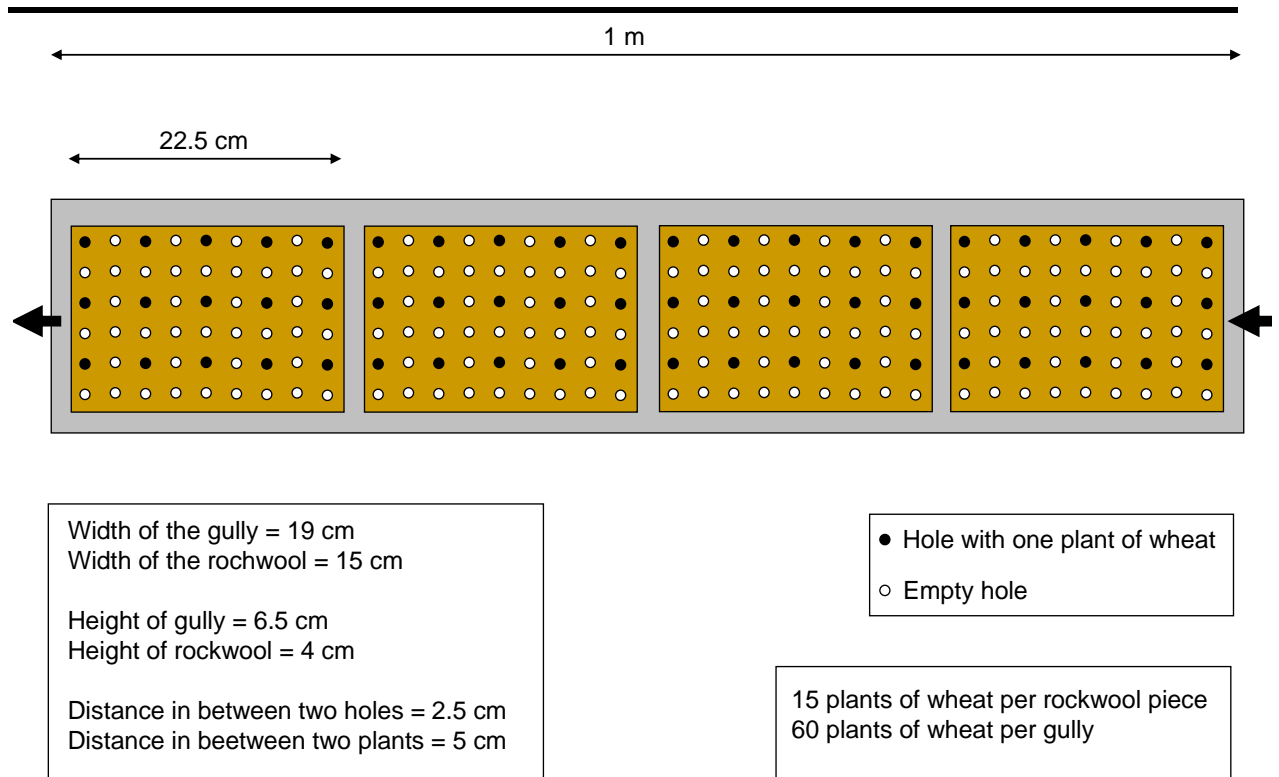 1 m
22.5 cm
Width of the gully = 19 cm
Width of the rochwool = 15 cm
Height of gully = 6.5 cm
Height of rockwool = 4 cm
Distance in between two holes = 2.5 cm
Distance in beetween two plants = 5 cm
Hole with one plant of wheat
Empty hole
15 plants of wheat per rockwool piece
60 plants of wheat per gully